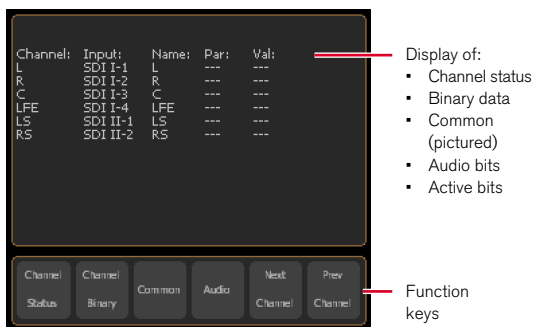 Channel: Input: Name: Par: Val:
L SDI I-1 L --- ---
R SDI I-2 R --- ---
C SDI I-3 C --- ---
LFE SDI I-4 LFE --- ---
LS SDI II-1 LS --- ---
RS SDI II-2 RS --- ---
Display of:
▪ Channel status
▪ Binary data
▪ Common
(pictured)
▪ Audio bits
▪ Active bits
Channel Status
Channel Binary
Common
Audio
Next Channel
Prev Channel
Function
keys